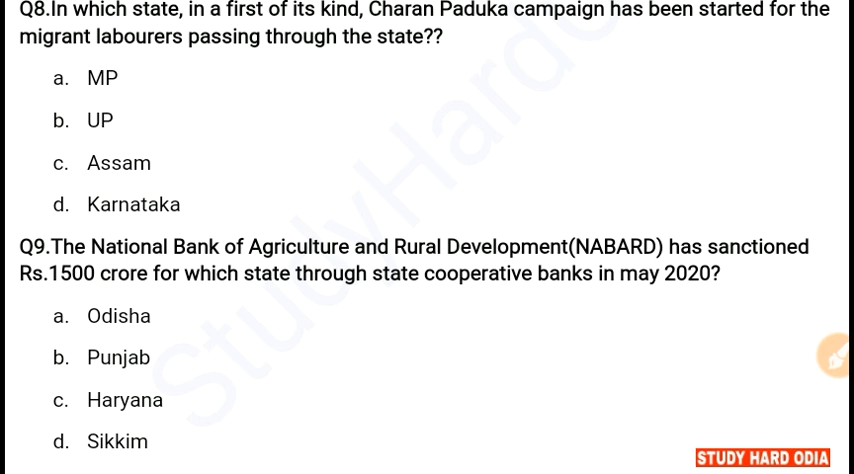 Q8.In which state, in a first of its kind, Charan Paduka campaign has been started for the
migrant labourers passing through the state??
a. MP
b. UP
c. Assam
d. Karnataka
Q9.The National Bank of Agriculture and Rural Development(NABARD) has sanctioned
Rs.1500 crore for which state through state cooperative banks in may 2020?
a. Odisha
b. Punjab
c. Haryana
d. Sikkim
STUDY HARD ODIA